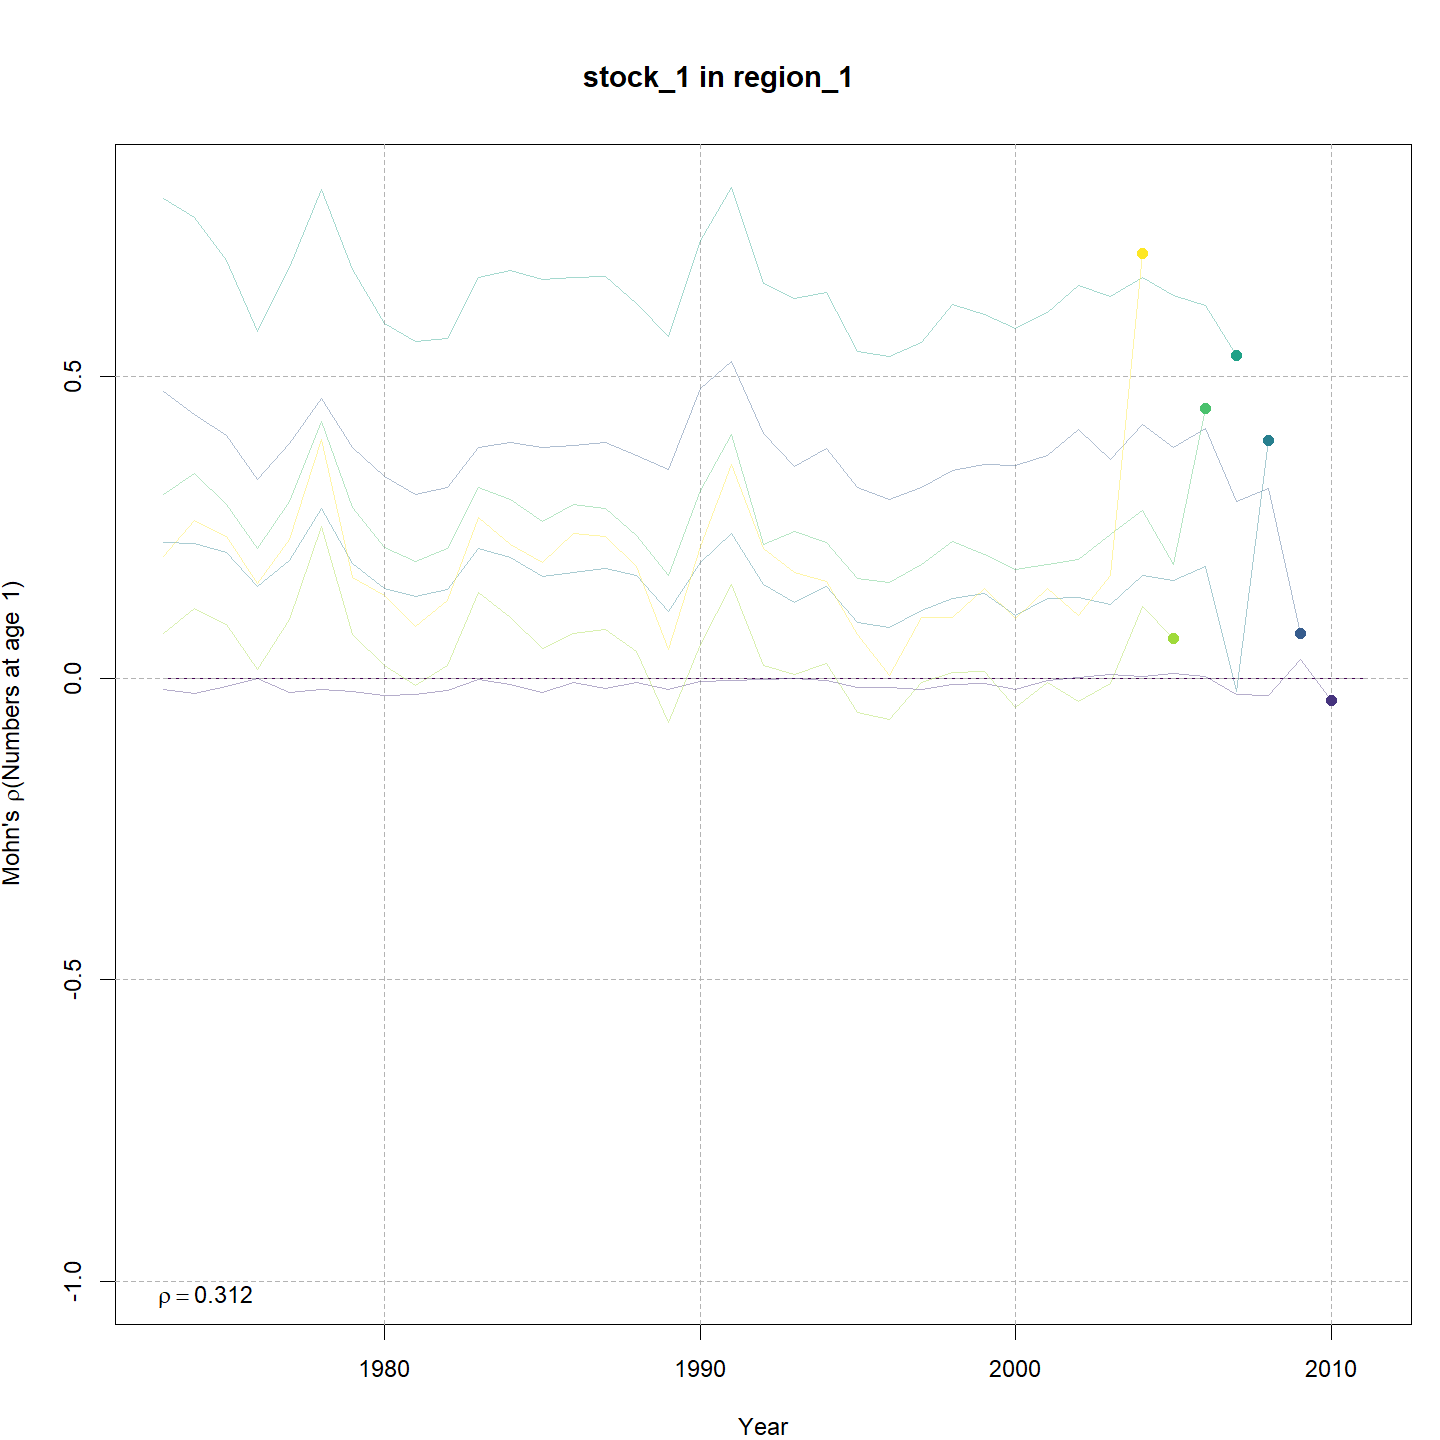 stock_1 in region_1
Mohn's ρ(Numbers at age 1)
0.5
0.0
-0.5
-1.0
ρ = 0.312
1980 1990 2000 2010
Year